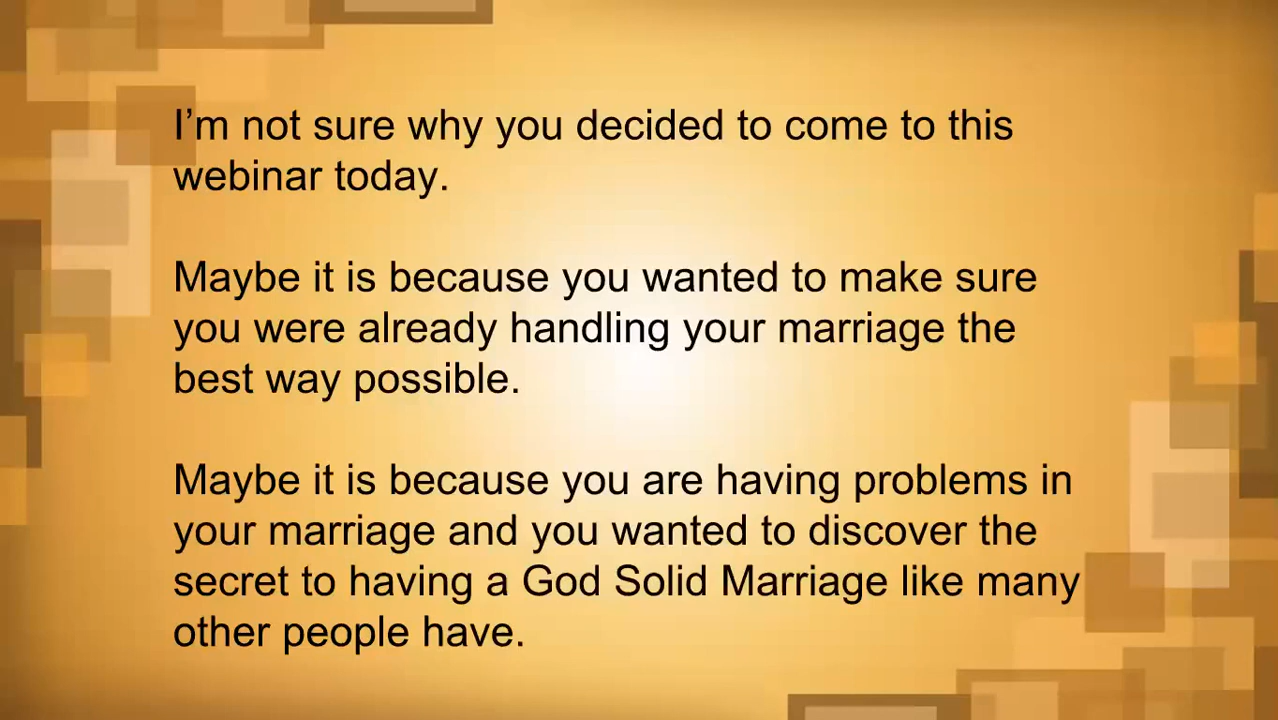 I’m not sure why you decided to come to this
webinar today.
Maybe it is because you wanted to make sure
you were already handling your marriage the
best way possible.
Maybe it is because you are having problems in
your marriage and you wanted to discover the
secret to having a God Solid Marriage like many
other people have.